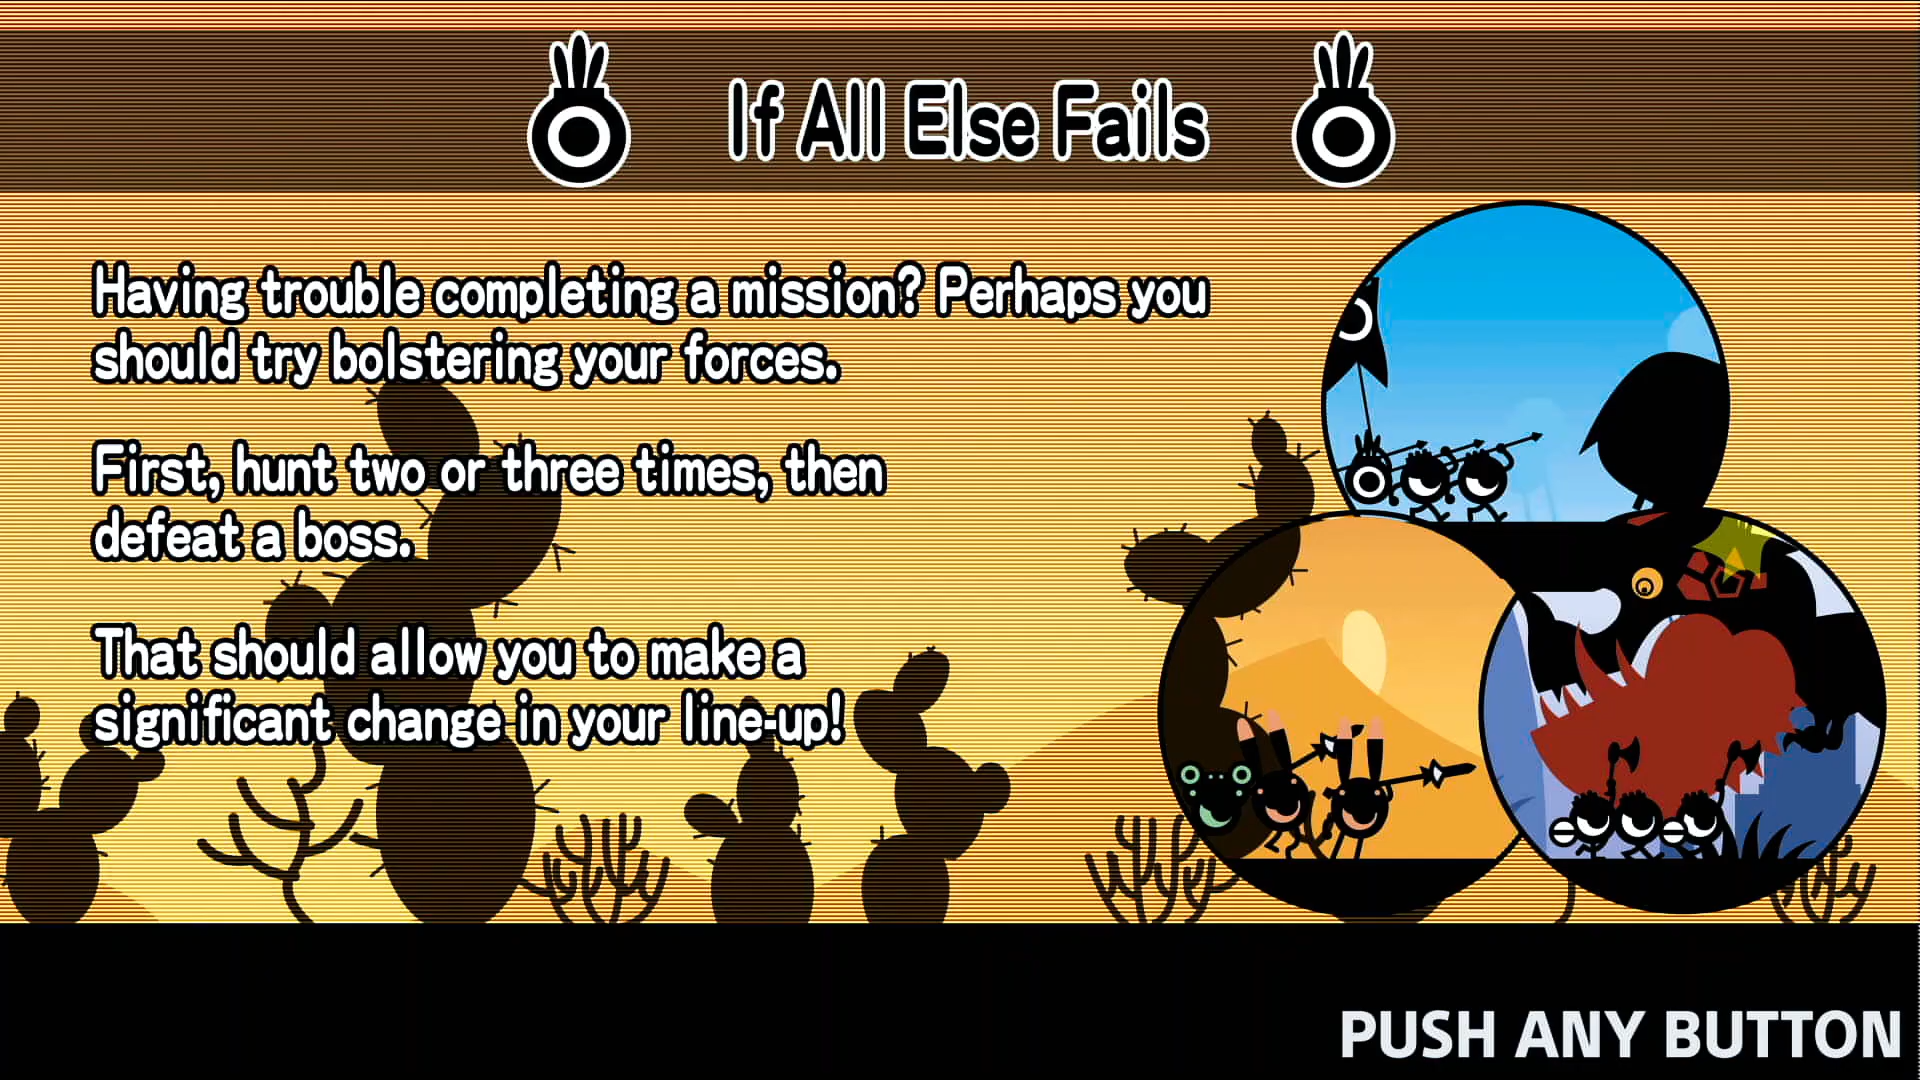 If All Else Fails
Having trouble completing a mission? Perhaps you
should try bolstering your forces.
First, hunt two or three times, then
defeat a boss.
That should allow you to make a
significant change in your line-up!
PUSH ANY BUTTON